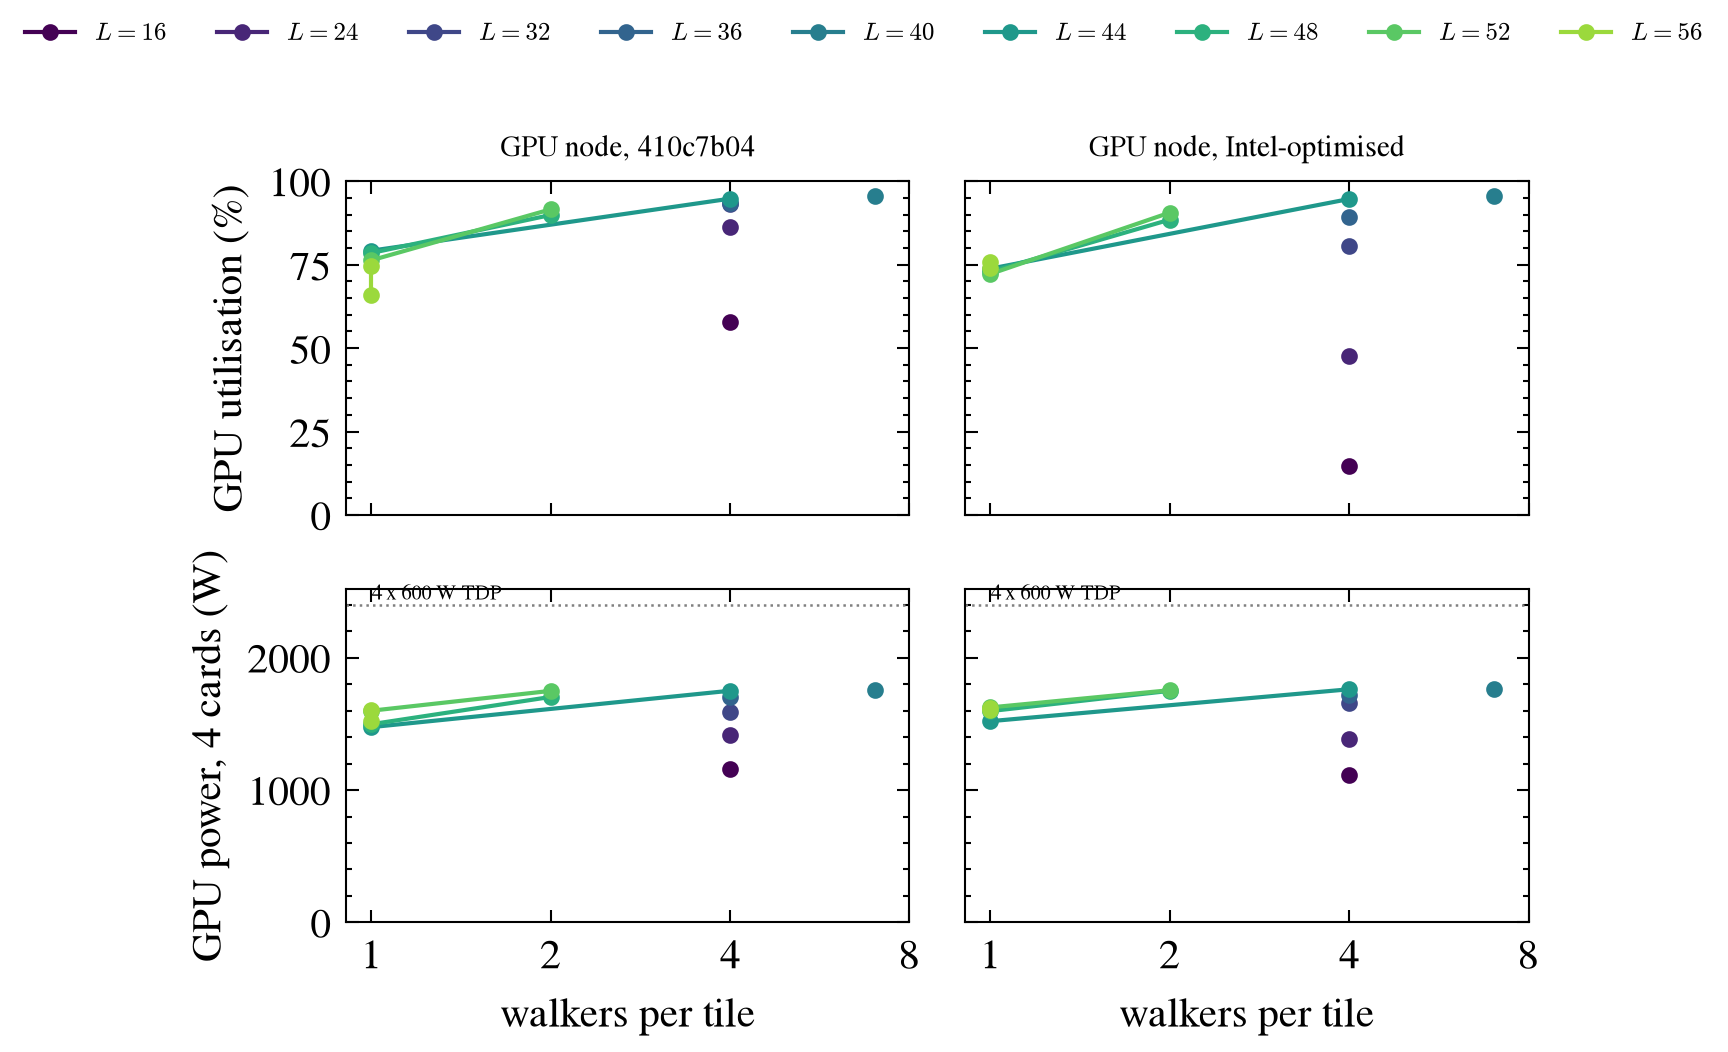 L = 16 L = 24 L = 32 L = 36 L = 40 L = 44 L = 48 L = 52 L = 56
GPU node, 410c7b04
GPU node, Intel-optimised
GPU utilisation (%)
100
75
50
25
0
GPU power, 4 cards (W)
4 x 600 W TDP
4 x 600 W TDP
2000
1000
0
1 2 4 8
1 2 4 8
walkers per tile
walkers per tile